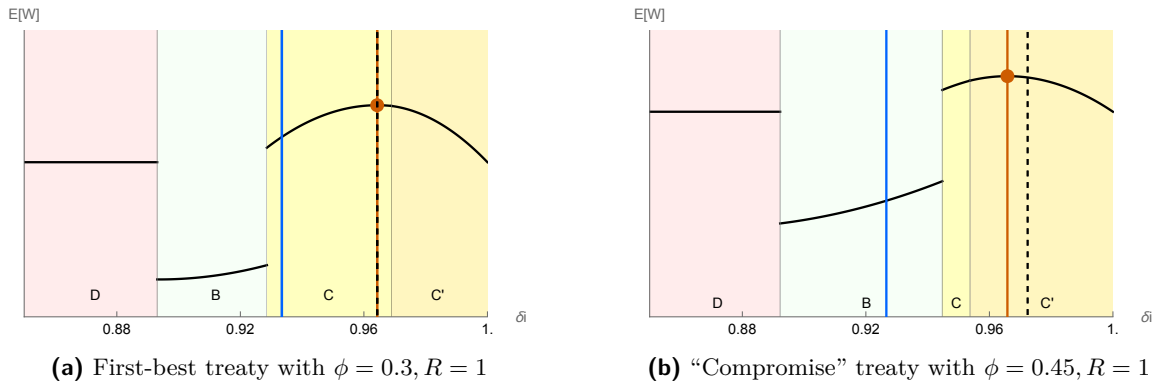 E[W]
D
B
C
C'
0.88
0.92
0.96
1.
δi
(a) First-best treaty with ϕ = 0.3, R = 1
E[W]
D
B
C
C'
0.88
0.92
0.96
1.
δi
(b) “Compromise” treaty with ϕ = 0.45, R = 1